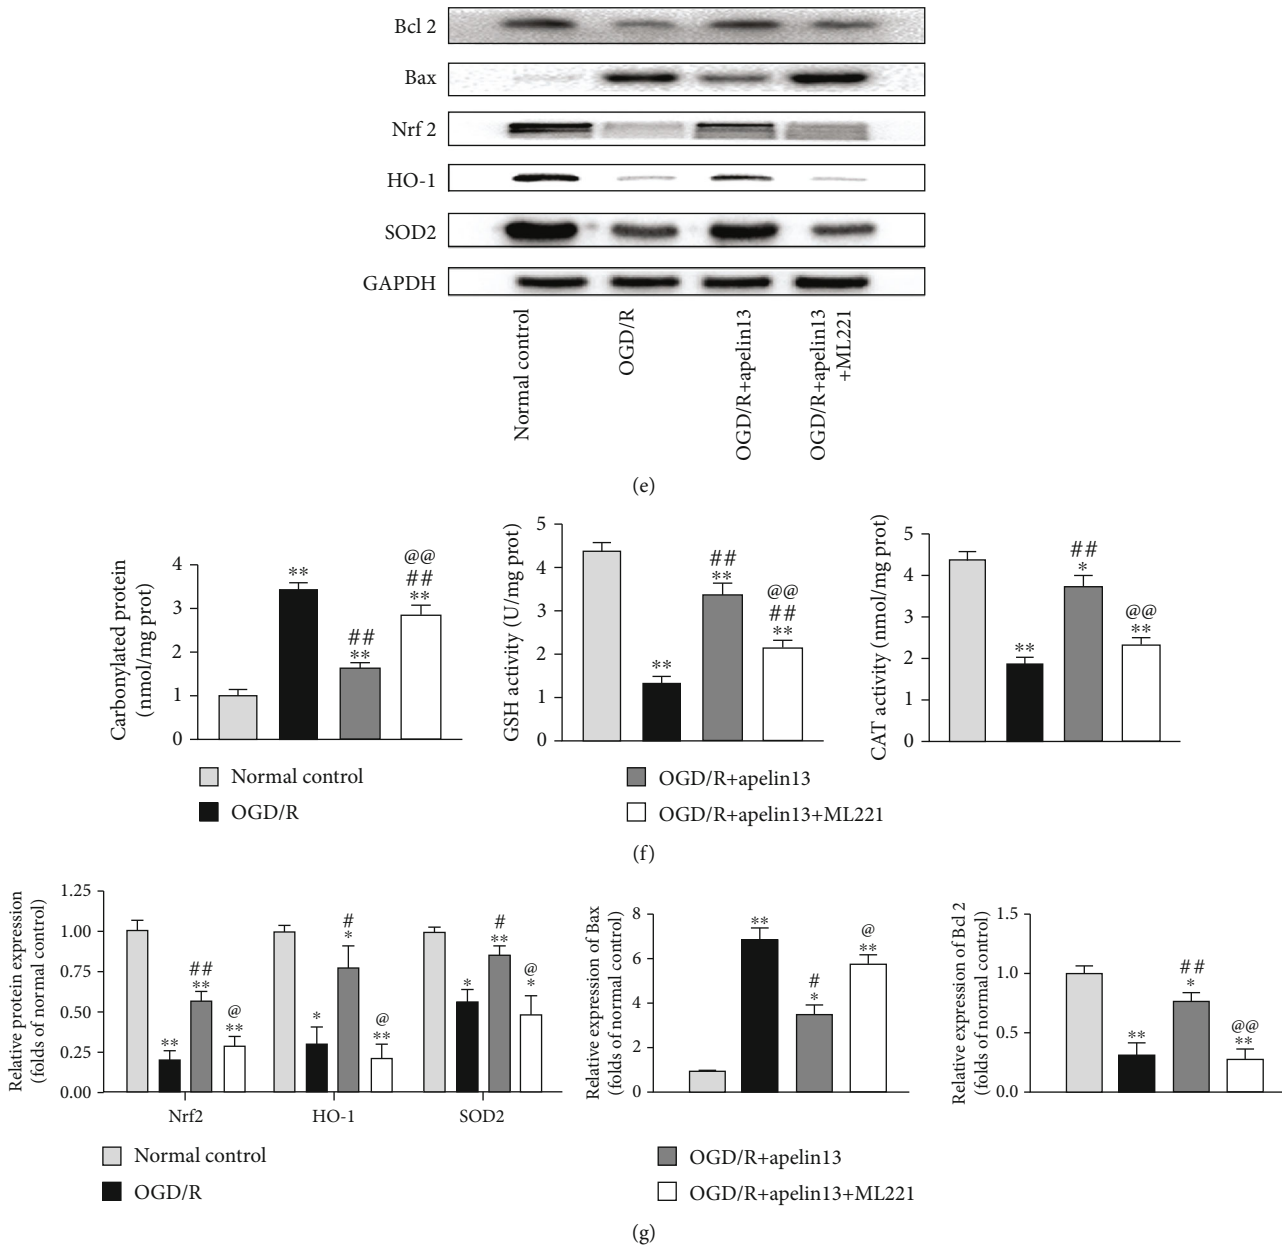 Bcl 2
Bax
Nrf 2
HO-1
SOD2
GAPDH
Normal control
OGD/R
OGD/R+apelin13
OGD/R+apelin13
+ML221
(e)
Carbonylated protein
(nmol/mg prot)
4
3
2
1
0
**
##
**
@@
##
**
GSH activity (U/mg prot)
5
4
3
2
1
0
**
##
**
@@
##
**
CAT activity (nmol/mg prot)
5
4
3
2
1
0
**
##
*
@@
**
Normal control
OGD/R
OGD/R+apelin13
OGD/R+apelin13+ML221
(f)
Relative protein expression
(folds of normal control)
1.25
1.00
0.75
0.50
0.25
0.00
**
##
**
@
**
*
#
*
@
**
*
#
**
@
*
Nrf2
HO-1
SOD2
Relative expression of Bax
(folds of normal control)
8
6
4
2
0
**
#
*
@
**
Relative expression of Bcl 2
(folds of normal control)
1.5
1.0
0.5
0.0
**
##
*
@@
**
Normal control
OGD/R
OGD/R+apelin13
OGD/R+apelin13+ML221
(g)